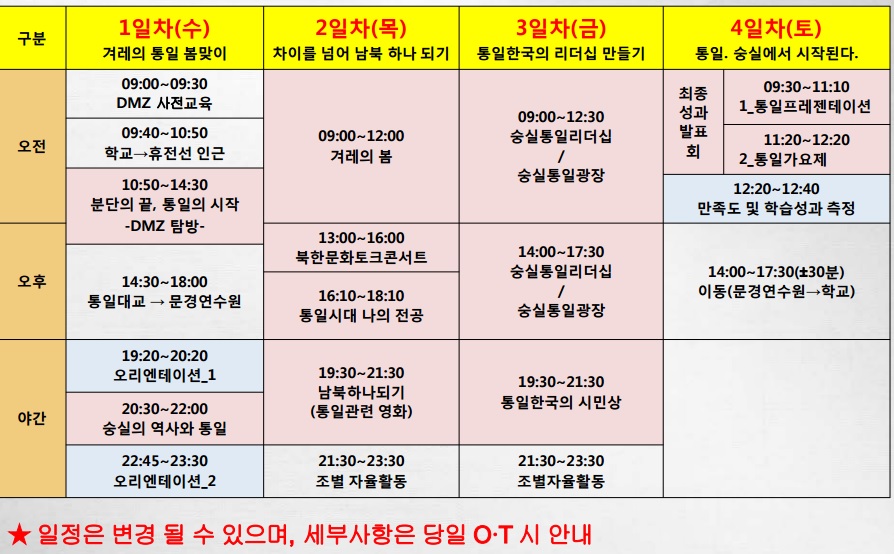 구분
1일차(수)
겨레의 통일 봄맞이
2일차(목)
차이를 넘어 남북 하나 되기
3일차(금)
통일한국의 리더십 만들기
4일차(토)
통일. 숭실에서 시작된다.
오전
09:00~09:30
DMZ 사전교육
09:40~10:50
학교→휴전선 인근
10:50~14:30
분단의 끝, 통일의 시작
-DMZ 탐방-
09:00~12:00
겨레의 봄
09:00~12:30
숭실통일리더십
/
숭실통일광장
최종
성과
발표
회
09:30~11:10
1_통일프레젠테이션
11:20~12:20
2_통일가요제
12:20~12:40
만족도 및 학습성과 측정
오후
14:30~18:00
통일대교 → 문경연수원
13:00~16:00
북한문화토크콘서트
16:10~18:10
통일시대 나의 전공
14:00~17:30
숭실통일리더십
/
숭실통일광장
14:00~17:30(±30분)
이동(문경연수원→학교)
야간
19:20~20:20
오리엔테이션_1
20:30~22:00
숭실의 역사와 통일
22:45~23:30
오리엔테이션_2
19:30~21:30
남북하나되기
(통일관련 영화)
21:30~23:30
조별 자율활동
19:30~21:30
통일한국의 시민상
21:30~23:30
조별자율활동
★ 일정은 변경 될 수 있으며, 세부사항은 당일 O·T 시 안내